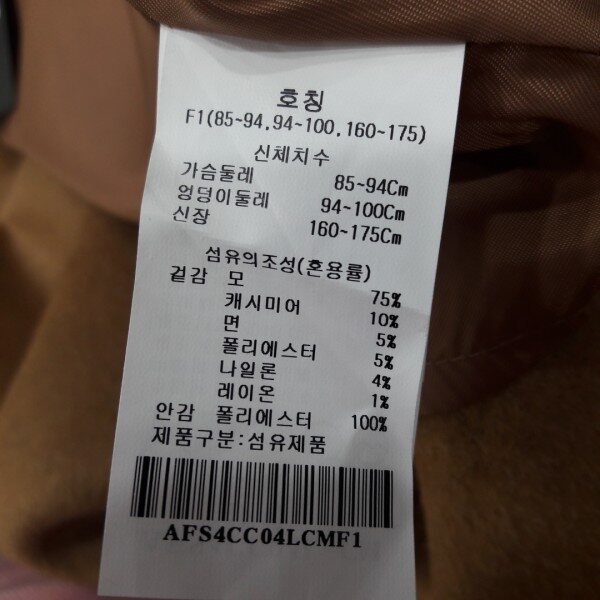 호칭
F1(85~94,94~100,160~175)
신체치수
가슴둘레 85~94Cm
엉덩이둘레 94~100Cm
신장 160~175Cm
섬유의조성(혼용률)
겉감 모 75%
캐시미어 10%
면 5%
폴리에스터 5%
나일론 4%
레이온 1%
안감 폴리에스터 100%
제품구분:섬유제품
AFS4CC04LCMF1